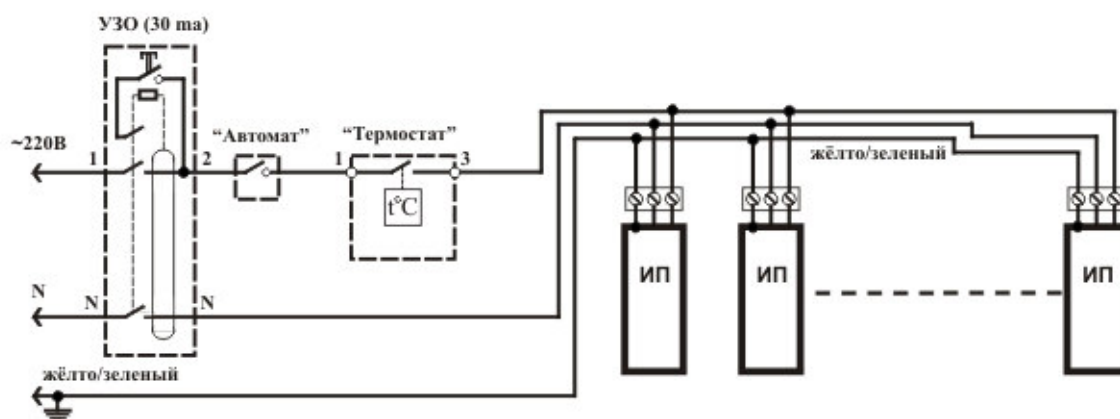 УЗО (30 ma)
~220В
1
2
“Автомат”
“Термостат”
1
3
t°C
жёлто/зеленый
ИП
ИП
ИП
N
N
N
жёлто/зеленый